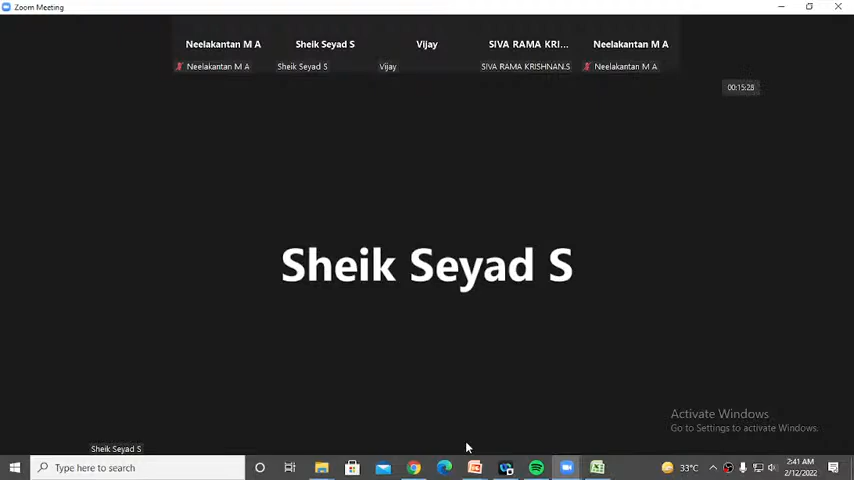 Zoom Meeting
Neelakantan M A
Sheik Seyad S
Vijay
SIVA RAMA KRI...
Neelakantan M A
Neelakantan M A
Sheik Seyad S
Vijay
SIVA RAMA KRISHNAN.S
Neelakantan M A
00:15:28
Sheik Seyad S
Activate Windows
Go to Settings to activate Windows.
Sheik Seyad S
Type here to search
33°C
2:41 AM
2/12/2022